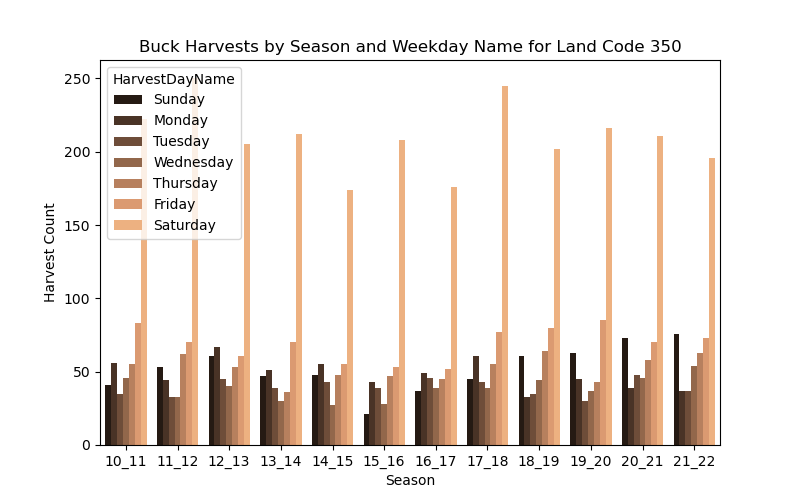 Buck Harvests by Season and Weekday Name for Land Code 350
HarvestDayName
Sunday
Monday
Tuesday
Wednesday
Thursday
Friday
Saturday
250
200
150
100
50
0
Harvest Count
10_11 11_12 12_13 13_14 14_15 15_16 16_17 17_18 18_19 19_20 20_21 21_22
Season